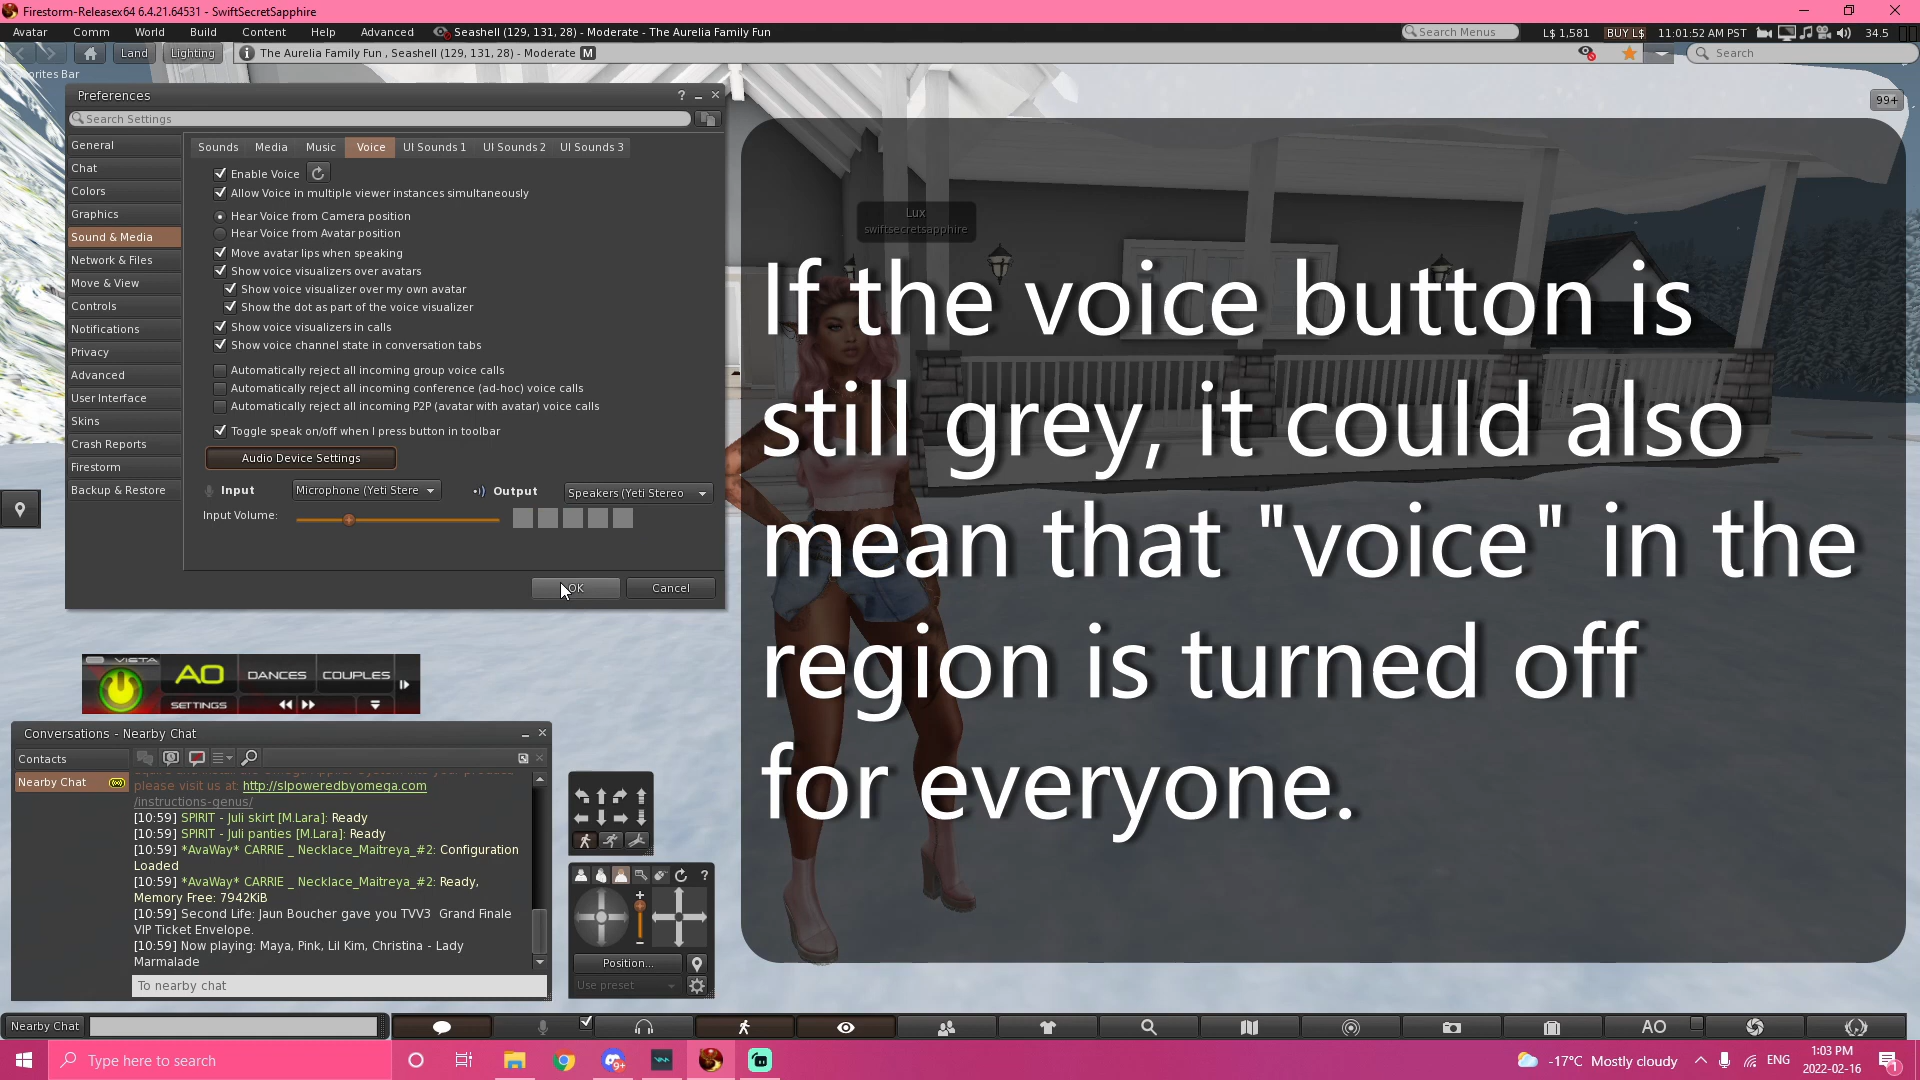 Firestorm-Releasex64 6.4.21.64531 - SwiftSecretSapphire
Avatar Comm World Build Content Help Advanced Seashell (129, 131, 28) - Moderate - The Aurelia Family Fun Search Menus L$ 1,581 BUY L$ 11:01:52 AM PST 34.5
Land Lighting The Aurelia Family Fun , Seashell (129, 131, 28) - Moderate M Search
orites Bar
99+
Preferences ?
Search Settings
General
Chat
Colors
Graphics
Sound & Media
Network & Files
Move & View
Controls
Notifications
Privacy
Advanced
User Interface
Skins
Crash Reports
Firestorm
Backup & Restore
Sounds Media Music Voice UI Sounds 1 UI Sounds 2 UI Sounds 3
Enable Voice
Allow Voice in multiple viewer instances simultaneously
Hear Voice from Camera position
Hear Voice from Avatar position
Move avatar lips when speaking
Show voice visualizers over avatars
Show voice visualizer over my own avatar
Show the dot as part of the voice visualizer
Show voice visualizers in calls
Show voice channel state in conversation tabs
Automatically reject all incoming group voice calls
Automatically reject all incoming conference (ad-hoc) voice calls
Automatically reject all incoming P2P (avatar with avatar) voice calls
Toggle speak on/off when I press button in toolbar
Audio Device Settings
Input Microphone (Yeti Stere Output Speakers (Yeti Stereo
Input Volume:
OK Cancel
Lux
swiftsecretsapphire
If the voice button is
still grey, it could also
mean that "voice" in the
region is turned off
for everyone.
VISTA AO DANCES COUPLES
SETTINGS
Conversations - Nearby Chat
Contacts
Nearby Chat
please visit us at: http://slpoweredbyomega.com
/instructions-genus/
[10:59] SPIRIT - Juli skirt [M.Lara]: Ready
[10:59] SPIRIT - Juli panties [M.Lara]: Ready
[10:59] *AvaWay* CARRIE _ Necklace_Maitreya_#2: Configuration
Loaded
[10:59] *AvaWay* CARRIE _ Necklace_Maitreya_#2: Ready,
Memory Free: 7942KiB
[10:59] Second Life: Jaun Boucher gave you TVV3 Grand Finale
VIP Ticket Envelope.
[10:59] Now playing: Maya, Pink, Lil Kim, Christina - Lady
Marmalade
To nearby chat
?
Position...
Use preset
Nearby Chat AO
Type here to search -17°C Mostly cloudy ENG 1:03 PM
2022-02-16